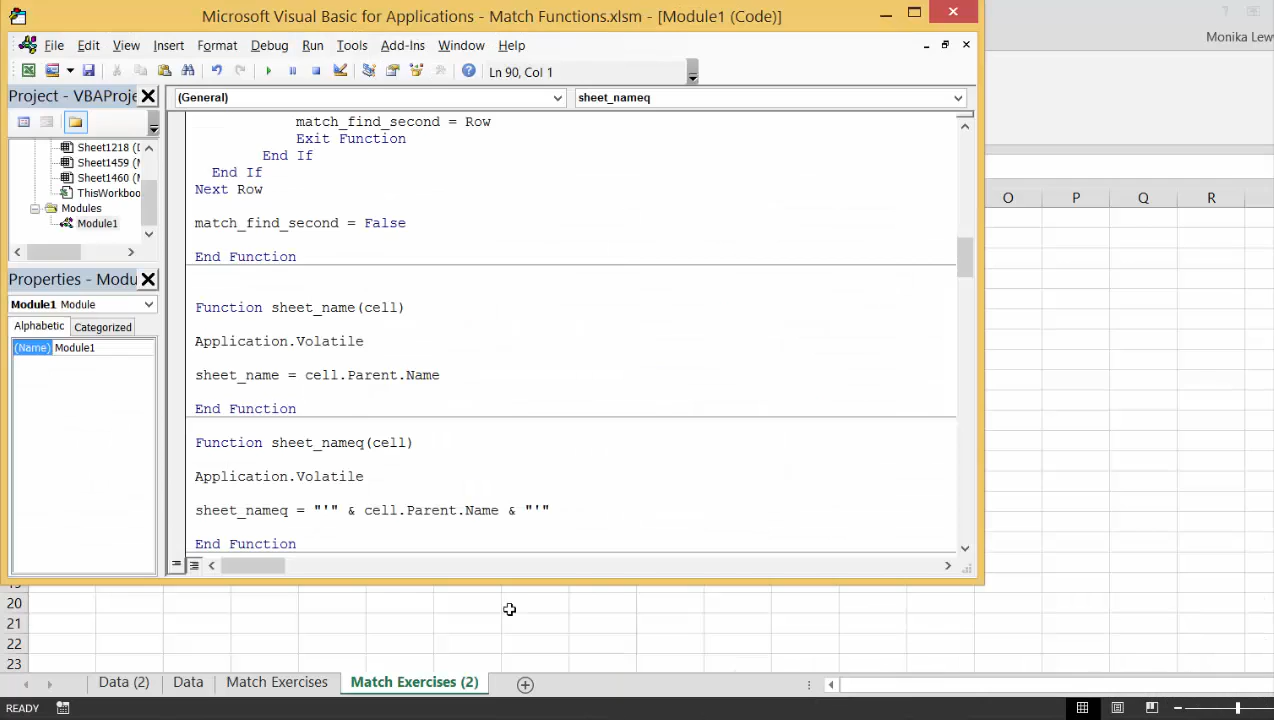 Microsoft Visual Basic for Applications - Match Functions.xlsm - [Module1 (Code)]
Monika Lew
File Edit View Insert Format Debug Run Tools Add-Ins Window Help
Ln 90, Col 1
Project - VBAProje
(General)
sheet_nameq
Sheet1218 (D
Sheet1459 (M
Sheet1460 (M
ThisWorkboo
Modules
Module1
match_find_second = Row
Exit Function
End If
End If
Next Row
match_find_second = False
End Function
Function sheet_name(cell)
Application.Volatile
sheet_name = cell.Parent.Name
End Function
Function sheet_nameq(cell)
Application.Volatile
sheet_nameq = "'" & cell.Parent.Name & "'"
End Function
Properties - Modu
Module1 Module
Alphabetic Categorized
(Name) Module1
O P Q R
20
21
22
23
Data (2) Data Match Exercises Match Exercises (2)
READY